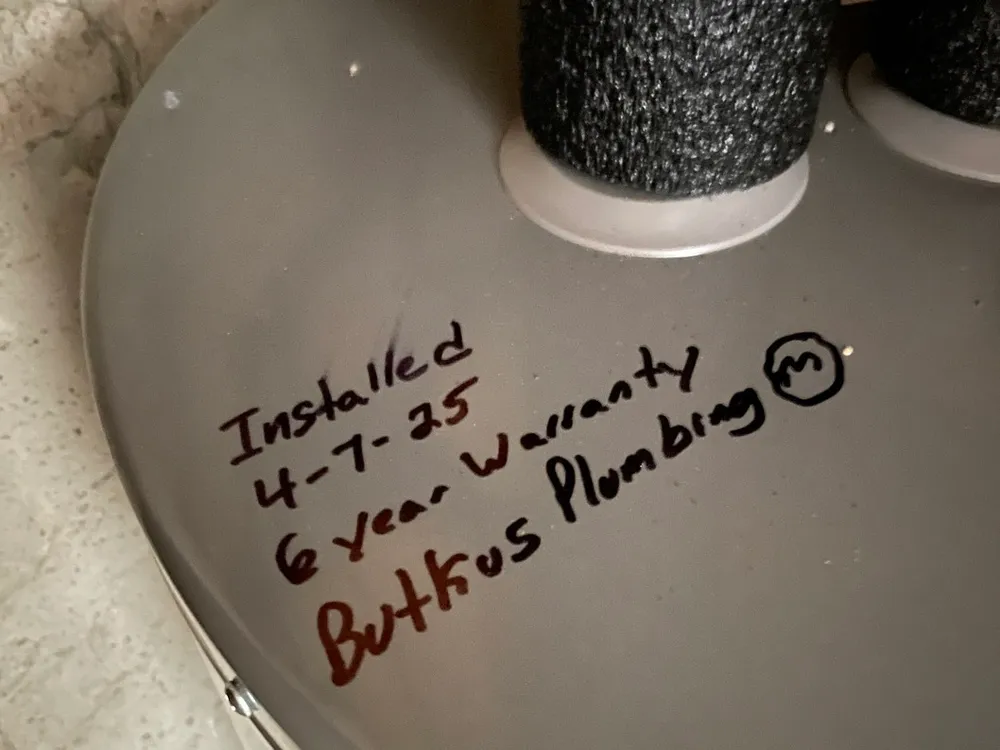 Installed
4-7-25
6 year Warranty
Butkus Plumbing M